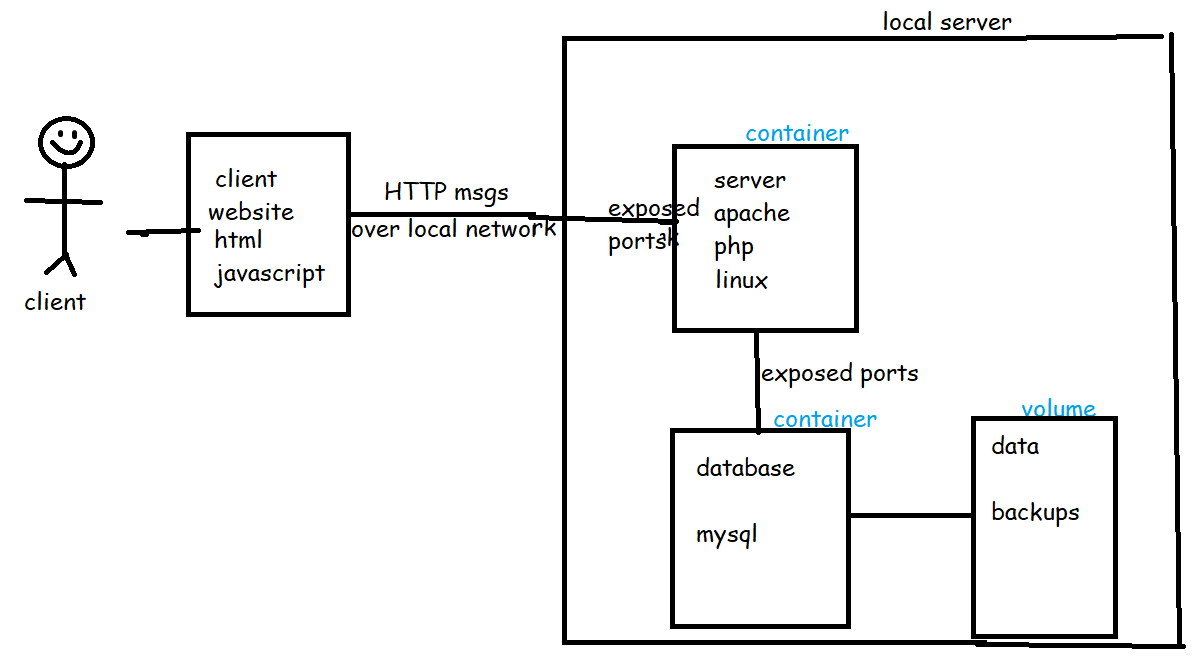 local server
container
client
website
html
javascript
HTTP msgs
over local network
exposed
ports
server
apache
php
linux
client
exposed ports
container
database
mysql
volume
data
backups